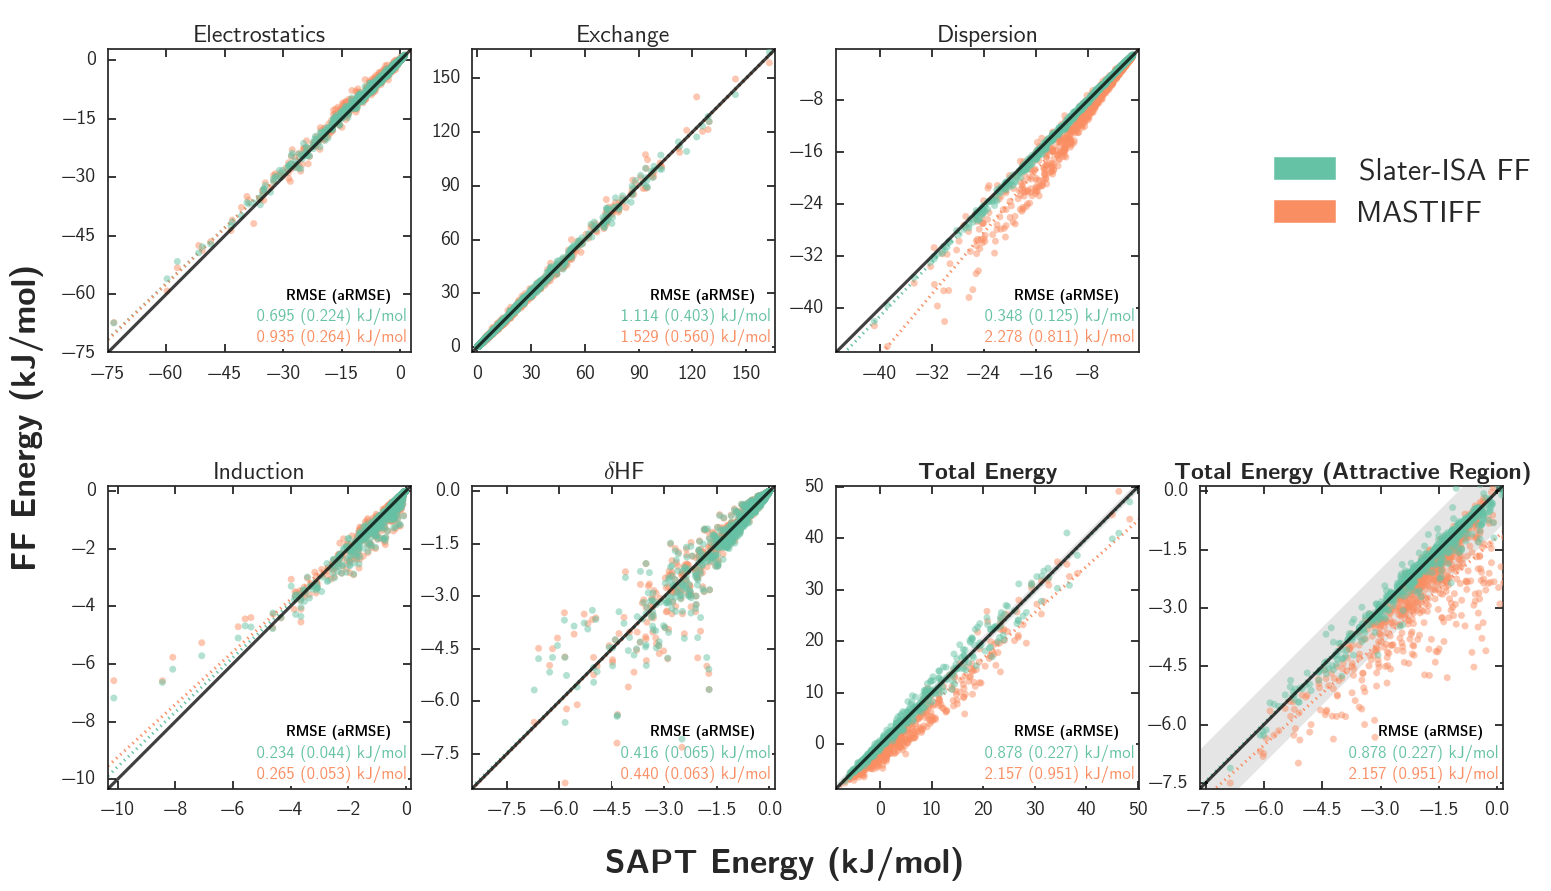 Electrostatics
Exchange
Dispersion
0
−15
−30
−45
−60
−75
−75
−60
−45
−30
−15
0
RMSE (aRMSE)
0.695 (0.224) kJ/mol
0.935 (0.264) kJ/mol
150
120
90
60
30
0
0
30
60
90
120
150
RMSE (aRMSE)
1.114 (0.403) kJ/mol
1.529 (0.560) kJ/mol
−8
−16
−24
−32
−40
−40
−32
−24
−16
−8
RMSE (aRMSE)
0.348 (0.125) kJ/mol
2.278 (0.811) kJ/mol
Slater-ISA FF
MASTIFF
FF Energy (kJ/mol)
Induction
δHF
Total Energy
Total Energy (Attractive Region)
0
−2
−4
−6
−8
−10
−10
−8
−6
−4
−2
0
RMSE (aRMSE)
0.234 (0.044) kJ/mol
0.265 (0.053) kJ/mol
0.0
−1.5
−3.0
−4.5
−6.0
−7.5
−7.5
−6.0
−4.5
−3.0
−1.5
0.0
RMSE (aRMSE)
0.416 (0.065) kJ/mol
0.440 (0.063) kJ/mol
50
40
30
20
10
0
0
10
20
30
40
50
RMSE (aRMSE)
0.878 (0.227) kJ/mol
2.157 (0.951) kJ/mol
0.0
−1.5
−3.0
−4.5
−6.0
−7.5
−7.5
−6.0
−4.5
−3.0
−1.5
0.0
RMSE (aRMSE)
0.878 (0.227) kJ/mol
2.157 (0.951) kJ/mol
SAPT Energy (kJ/mol)